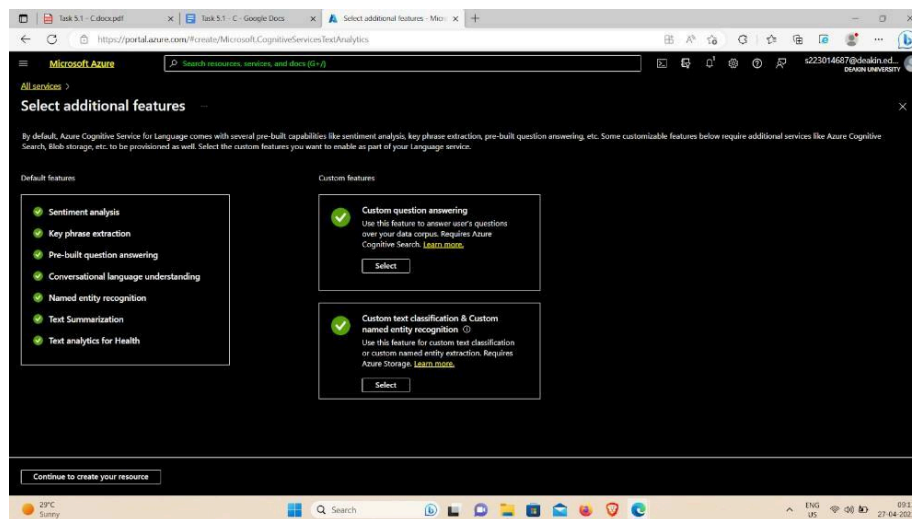 Task 5.1 - C.docx.pdf
Task 5.1 - C - Google Docs
Select additional features - Micr
https://portal.azure.com/#create/Microsoft.CognitiveServicesTextAnalytics
Microsoft Azure
Search resources, services, and docs (G+/)
s223014687@deakin.ed...
DEAKIN UNIVERSITY
All services >
Select additional features
By default, Azure Cognitive Service for Language comes with several pre-built capabilities like sentiment analysis, key phrase extraction, pre-built question answering, etc. Some customizable features below require additional services like Azure Cognitive
Search, Blob storage, etc. to be provisioned as well. Select the custom features you want to enable as part of your Language service.
Default features
Sentiment analysis
Key phrase extraction
Pre-built question answering
Conversational language understanding
Named entity recognition
Text Summarization
Text analytics for Health
Custom features
Custom question answering
Use this feature to answer user's questions
over your data corpus. Requires Azure
Cognitive Search. Learn more.
Select
Custom text classification & Custom
named entity recognition
Use this feature for custom text classification
or custom named entity extraction. Requires
Azure Storage. Learn more.
Select
Continue to create your resource
29°C
Sunny
Search
ENG
US
09:1
27-04-202